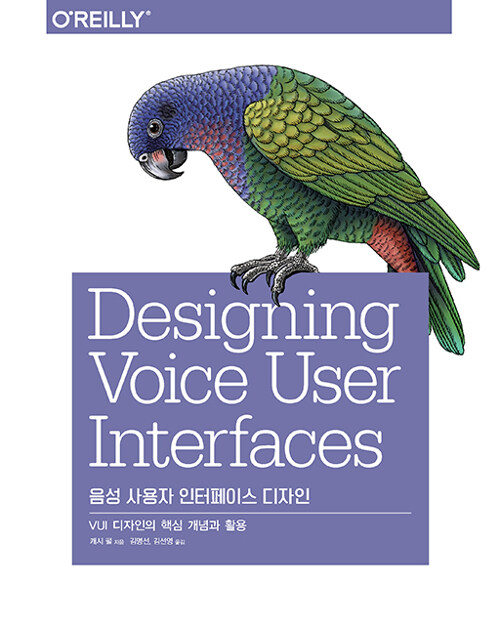 O'REILLY®
Designing
Voice User
Interfaces
음성 사용자 인터페이스 디자인
VUI 디자인의 핵심 개념과 활용
캐시 펄 지음 김명선, 김선영 옮김